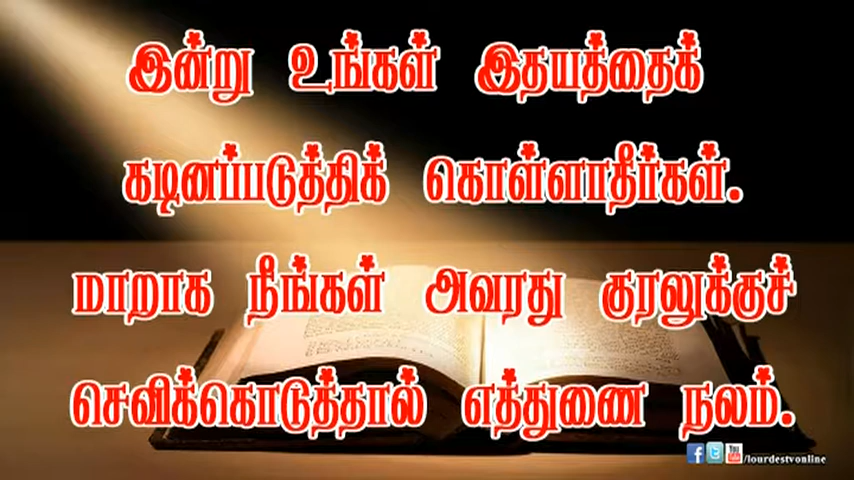 இன்று உங்கள் இதயத்தைக்
கடினப்படுத்திக் கொள்ளாதீர்கள்.
மாறாக நீங்கள் அவரது குரலுக்குச்
செவிக்கொடுத்தால் எத்துணை நலம்.
/lourdestvonline